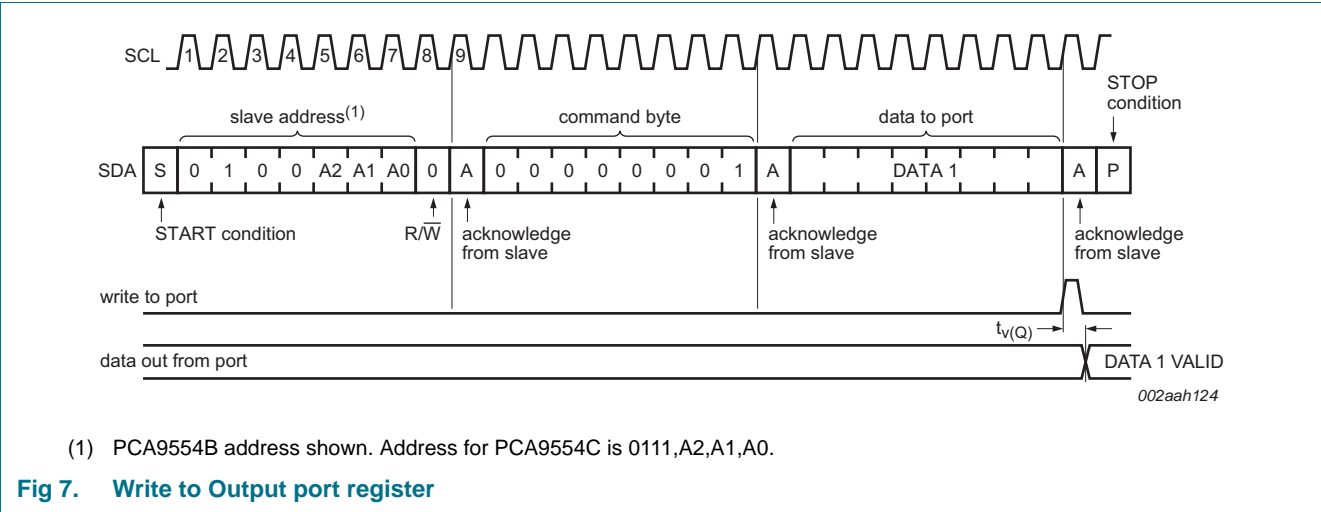 SCL 1 2 3 4 5 6 7 8 9
STOP
condition
slave address(1) command byte data to port
SDA S 0 1 0 0 A2 A1 A0 0 A 0 0 0 0 0 0 0 1 A DATA 1 A P
START condition R/W acknowledge from slave acknowledge from slave acknowledge from slave
write to port
tv(Q)
data out from port DATA 1 VALID
002aah124
(1) PCA9554B address shown. Address for PCA9554C is 0111,A2,A1,A0.
Fig 7. Write to Output port register